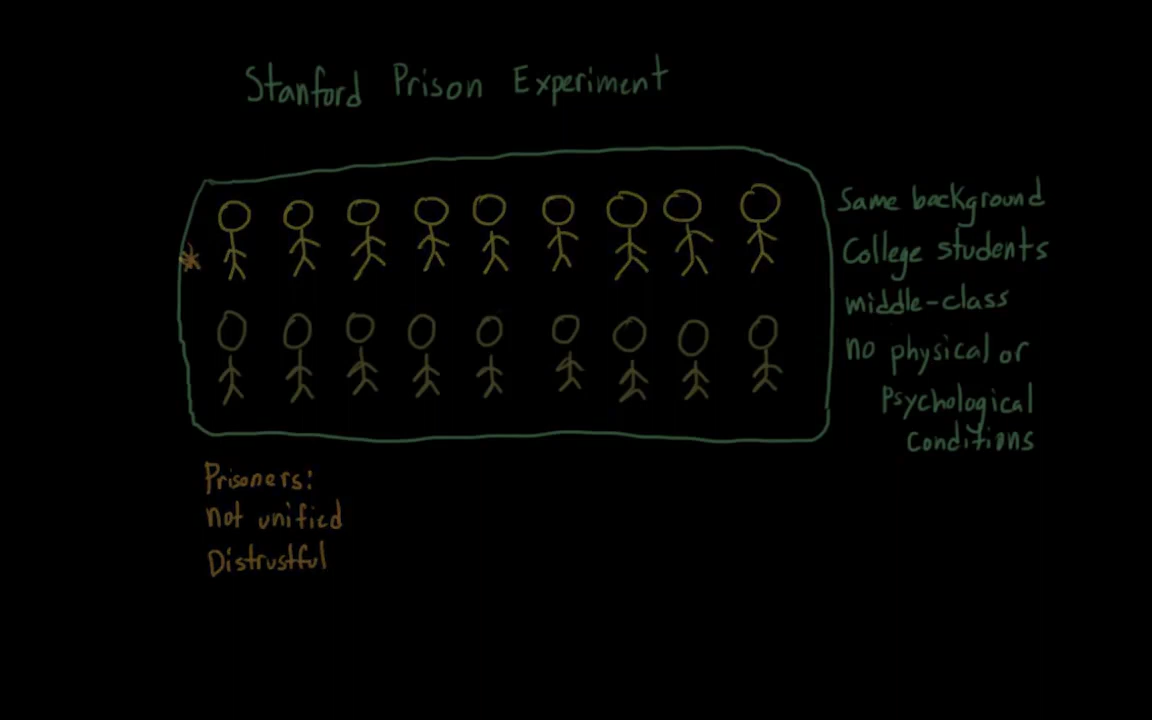 Stanford Prison Experiment
Same background
College students
middle-class
no physical or
Psychological
conditions
Prisoners:
not unified
Distrustful